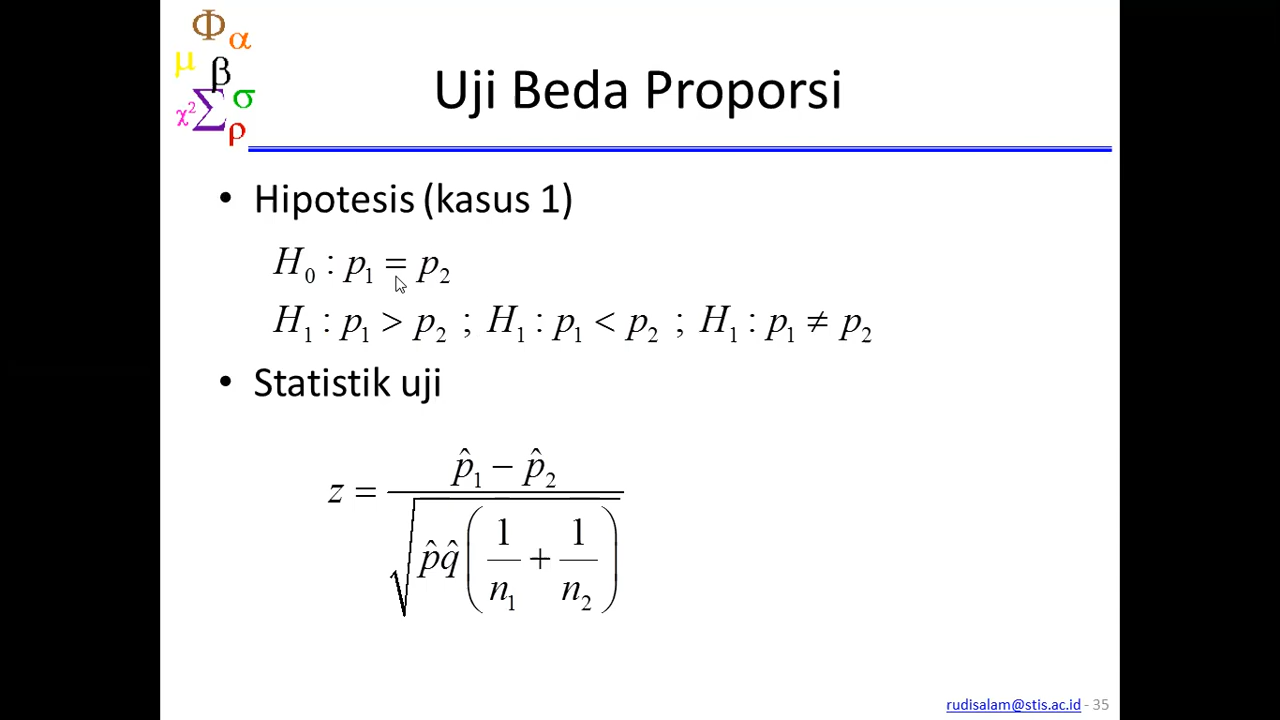 Φ α
μ β
χ² Σ σ
ρ
Uji Beda Proporsi
• Hipotesis (kasus 1)
H₀ : p₁ = p₂
H₁ : p₁ > p₂ ; H₁ : p₁ < p₂ ; H₁ : p₁ ≠ p₂
• Statistik uji
z = (p̂₁ − p̂₂) / √(p̂q̂(1/n₁ + 1/n₂))
rudisalam@stis.ac.id - 35